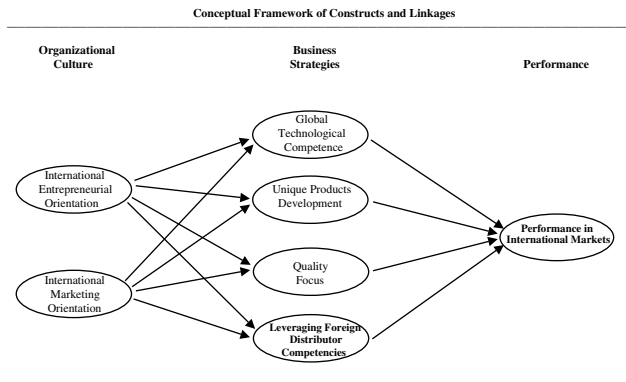 Conceptual Framework of Constructs and Linkages
Organizational
Culture
Business
Strategies
Performance
Global
Technological
Competence
International
Entrepreneurial
Orientation
Unique Products
Development
Performance in
International Markets
Quality
Focus
International
Marketing
Orientation
Leveraging Foreign
Distributor
Competencies